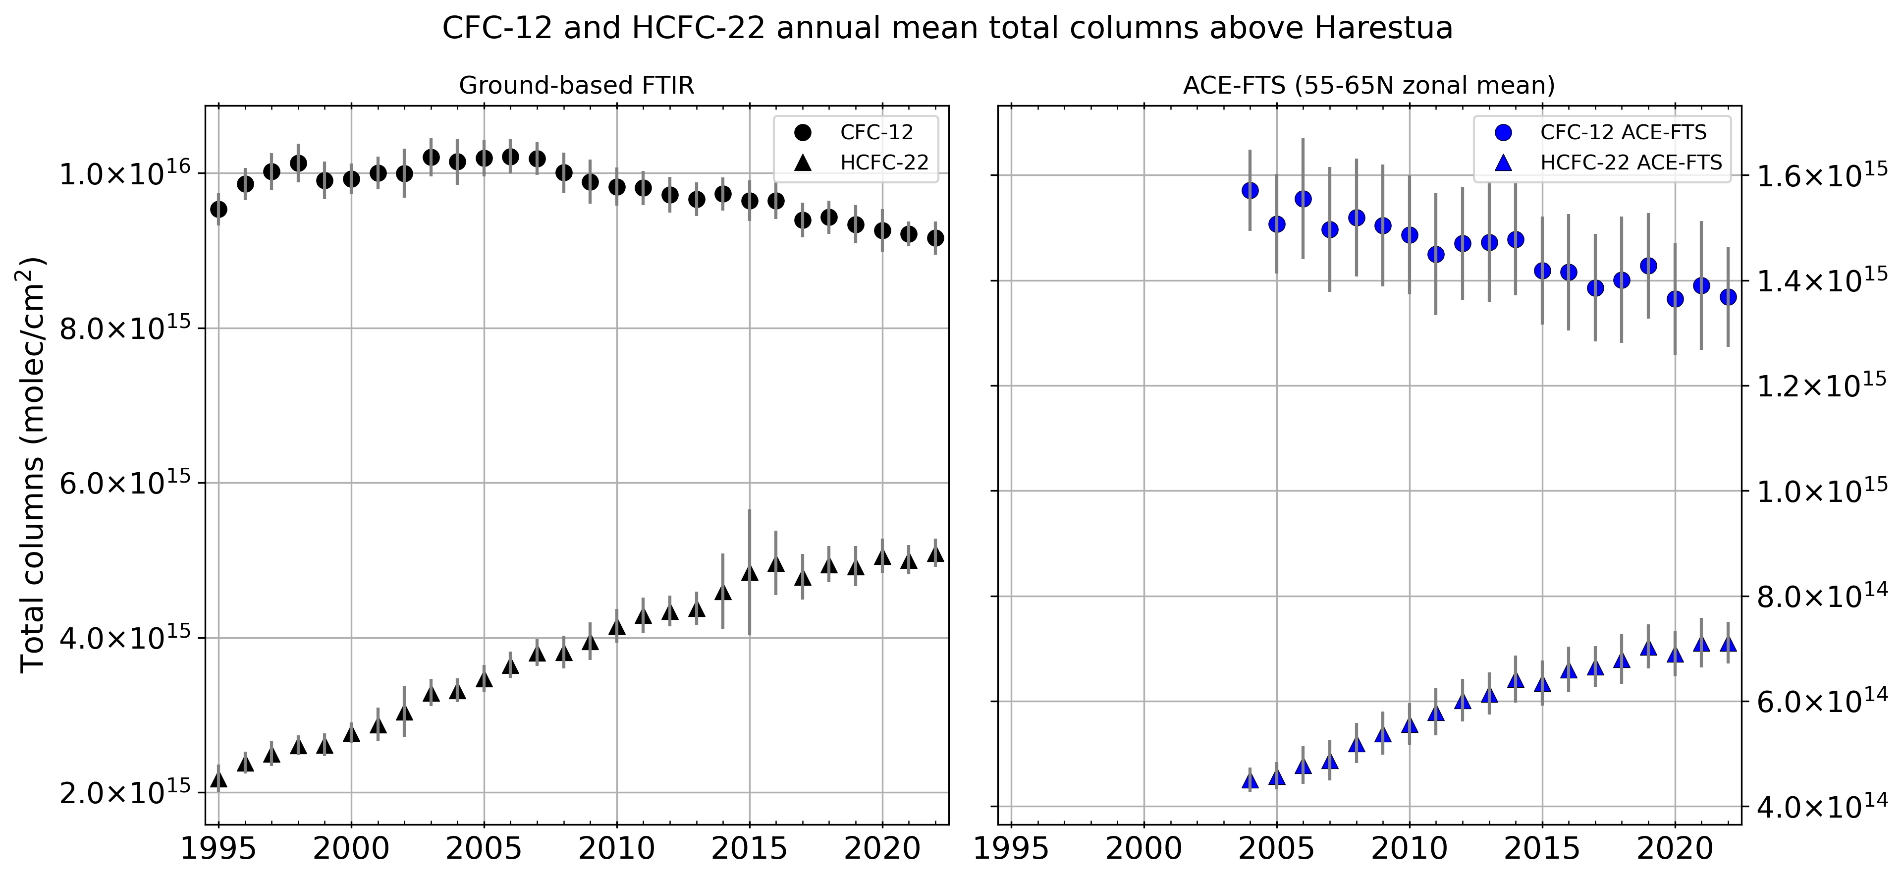 CFC-12 and HCFC-22 annual mean total columns above Harestua
Ground-based FTIR
CFC-12
HCFC-22
Total columns (molec/cm²)
1.0×10¹⁶
8.0×10¹⁵
6.0×10¹⁵
4.0×10¹⁵
2.0×10¹⁵
1995 2000 2005 2010 2015 2020
ACE-FTS (55-65N zonal mean)
CFC-12 ACE-FTS
HCFC-22 ACE-FTS
1.6×10¹⁵
1.4×10¹⁵
1.2×10¹⁵
1.0×10¹⁵
8.0×10¹⁴
6.0×10¹⁴
4.0×10¹⁴
1995 2000 2005 2010 2015 2020